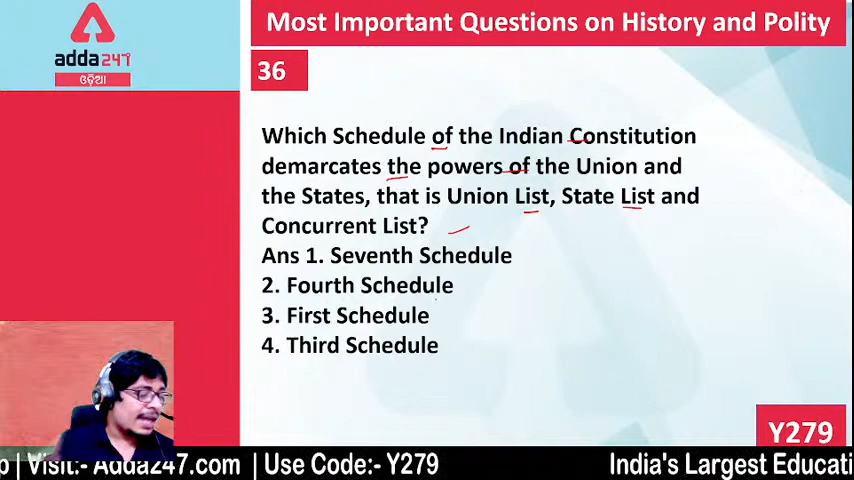 Most Important Questions on History and Polity
adda247
ଓଡ଼ିଆ
36
Which Schedule of the Indian Constitution
demarcates the powers of the Union and
the States, that is Union List, State List and
Concurrent List?
Ans 1. Seventh Schedule
2. Fourth Schedule
3. First Schedule
4. Third Schedule
Y279
p | Visit:- Adda247.com | Use Code:- Y279 India's Largest Educati